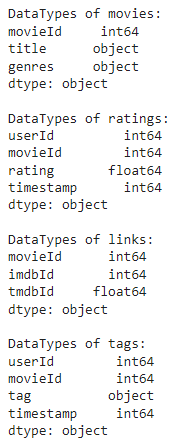 DataTypes of movies:
movieId int64
title object
genres object
dtype: object
DataTypes of ratings:
userId int64
movieId int64
rating float64
timestamp int64
dtype: object
DataTypes of links:
movieId int64
imdbId int64
tmdbId float64
dtype: object
DataTypes of tags:
userId int64
movieId int64
tag object
timestamp int64
dtype: object